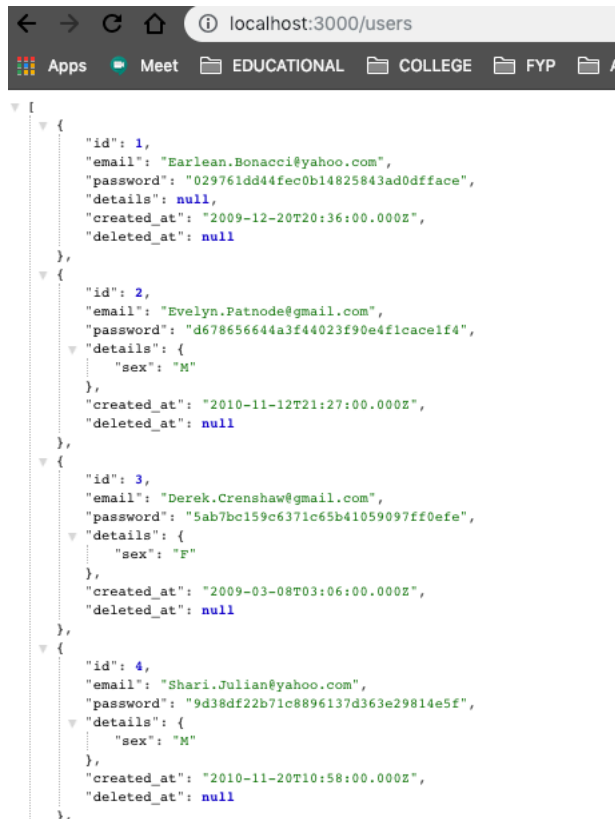 localhost:3000/users
Apps Meet EDUCATIONAL COLLEGE FYP A
[
{
"id": 1,
"email": "Earlean.Bonacci@yahoo.com",
"password": "029761dd44fec0b14825843ad0dfface",
"details": null,
"created_at": "2009-12-20T20:36:00.000Z",
"deleted_at": null
},
{
"id": 2,
"email": "Evelyn.Patnode@gmail.com",
"password": "d678656644a3f44023f90e4f1cace1f4",
"details": {
"sex": "M"
},
"created_at": "2010-11-12T21:27:00.000Z",
"deleted_at": null
},
{
"id": 3,
"email": "Derek.Crenshaw@gmail.com",
"password": "5ab7bc159c6371c65b41059097ff0efe",
"details": {
"sex": "F"
},
"created_at": "2009-03-08T03:06:00.000Z",
"deleted_at": null
},
{
"id": 4,
"email": "Shari.Julian@yahoo.com",
"password": "9d38df22b71c8896137d363e29814e5f",
"details": {
"sex": "M"
},
"created_at": "2010-11-20T10:58:00.000Z",
"deleted_at": null
},